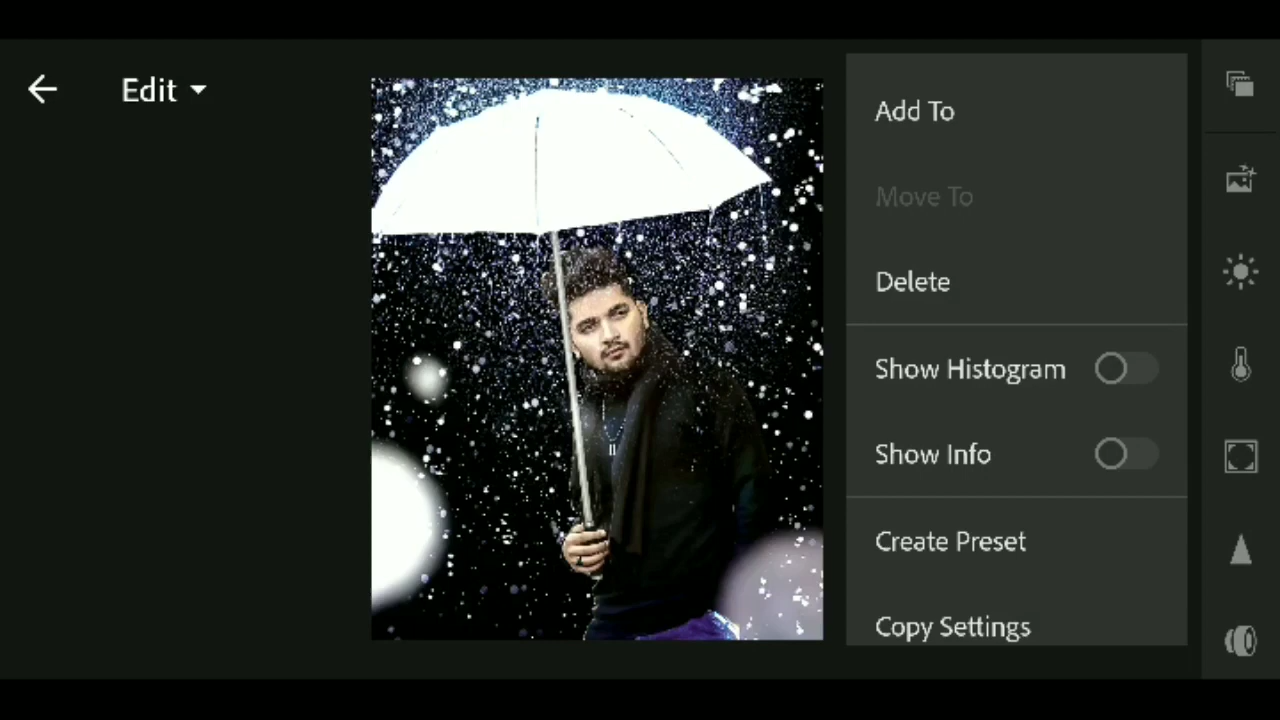 Edit
Add To
Move To
Delete
Show Histogram
Show Info
Create Preset
Copy Settings